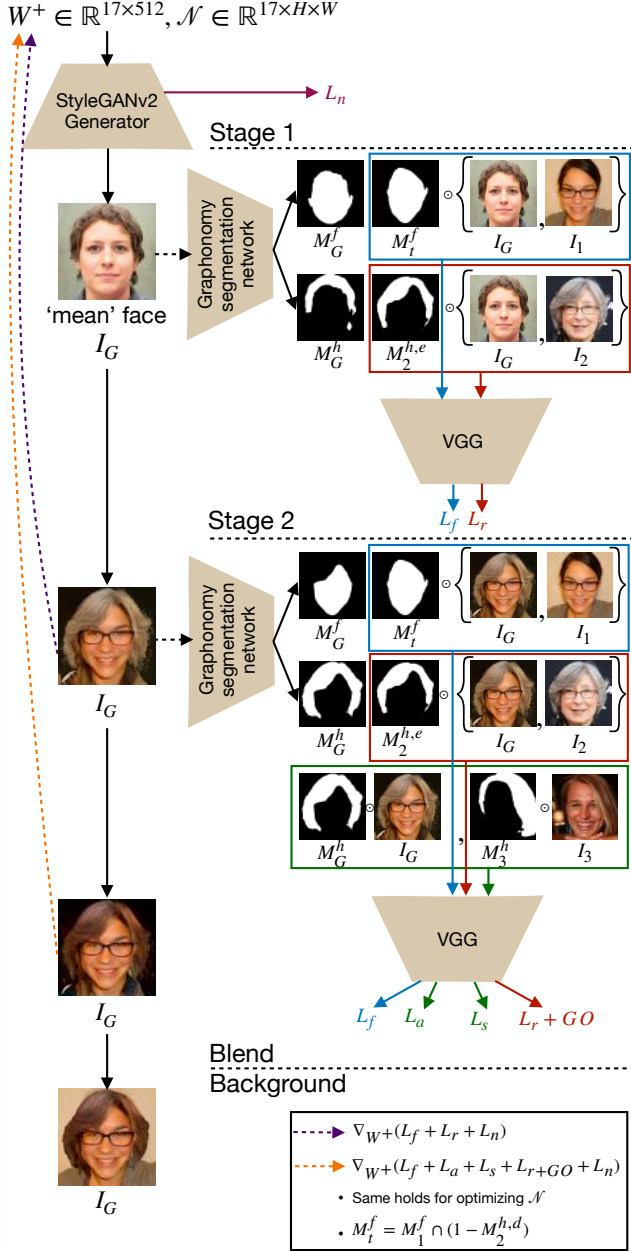 W⁺ ∈ ℝ^{17×512}, 𝒩 ∈ ℝ^{17×H×W}
StyleGANv2
Generator
L_n
Stage 1
'mean' face
I_G
Graphonomy
segmentation
network
M_G^f
M_t^f
⊙ { I_G , I_1 }
M_G^h
M_2^{h,e}
⊙ { I_G , I_2 }
VGG
L_f L_r
Stage 2
I_G
Graphonomy
segmentation
network
M_G^f
M_t^f
⊙ { I_G , I_1 }
M_G^h
M_2^{h,e}
⊙ { I_G , I_2 }
M_G^h ⊙ I_G , M_3^h ⊙ I_3
VGG
I_G
L_f L_a L_s L_r + GO
Blend
Background
I_G
∇_{W⁺}(L_f + L_r + L_n)
∇_{W⁺}(L_f + L_a + L_s + L_{r+GO} + L_n)
• Same holds for optimizing 𝒩
• M_t^f = M_1^f ∩ (1 - M_2^{h,d})